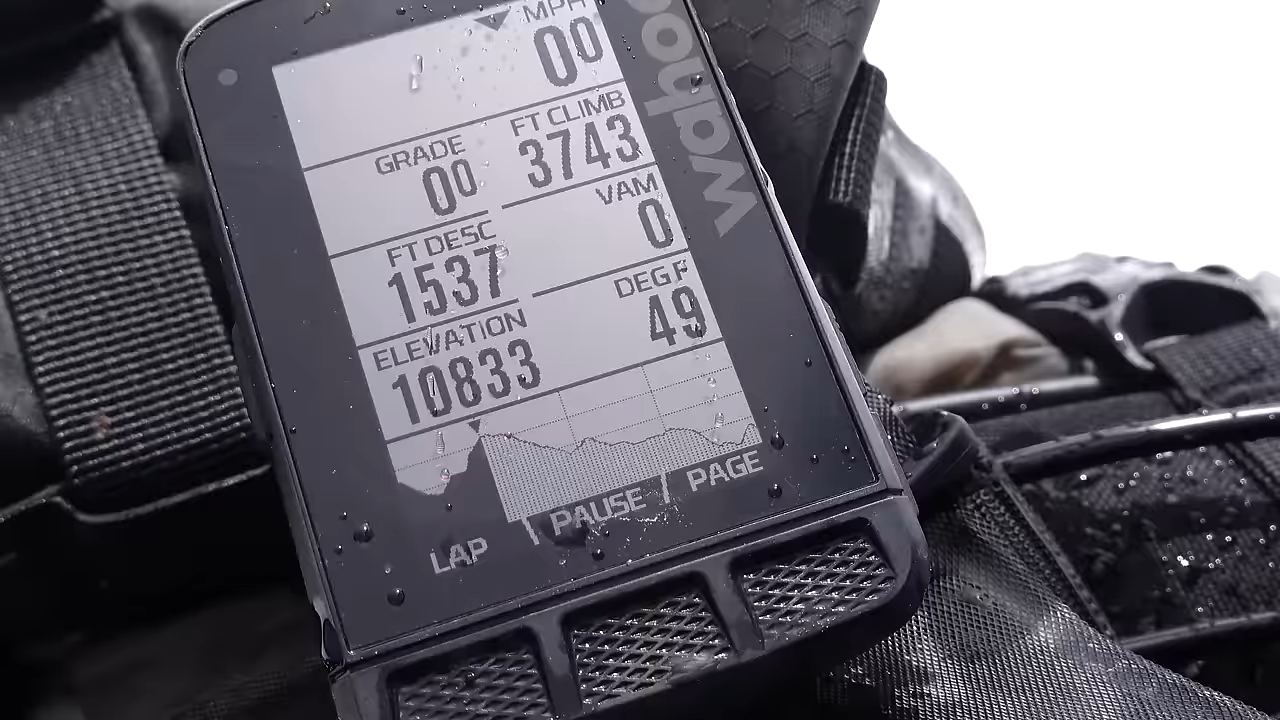 MPH
00
GRADE
00
FT CLIMB
3743
FT DESC
1537
VAM
0
ELEVATION
10833
DEG F
49
LAP
PAUSE / PAGE
wahoo